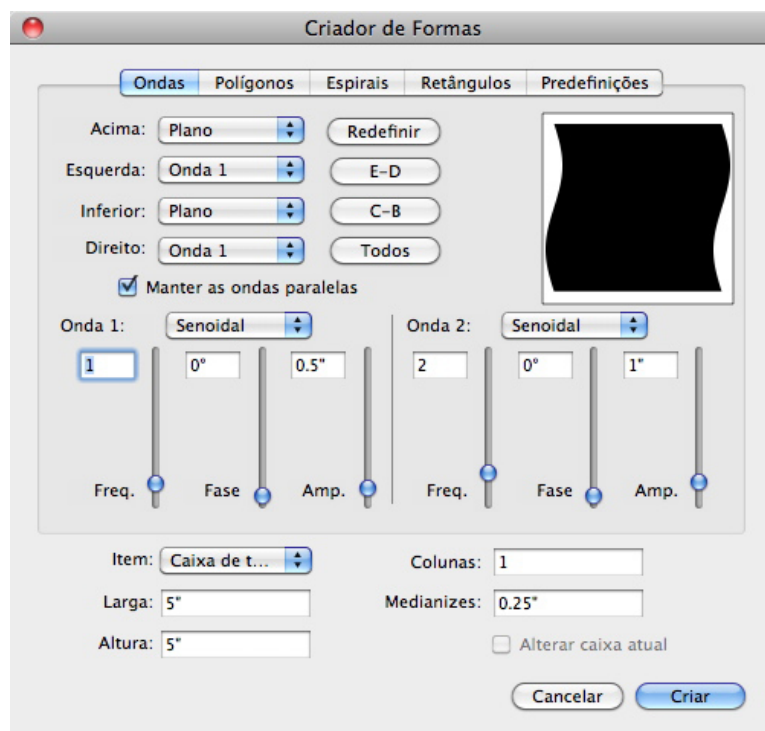 Criador de Formas
Ondas Polígonos Espirais Retângulos Predefinições
Acima: Plano Redefinir
Esquerda: Onda 1 E-D
Inferior: Plano C-B
Direito: Onda 1 Todos
Manter as ondas paralelas
Onda 1: Senoidal Onda 2: Senoidal
1 0° 0.5" 2 0° 1"
Freq. Fase Amp. Freq. Fase Amp.
Item: Caixa de t... Colunas: 1
Larga: 5" Medianizes: 0.25"
Altura: 5" Alterar caixa atual
Cancelar Criar